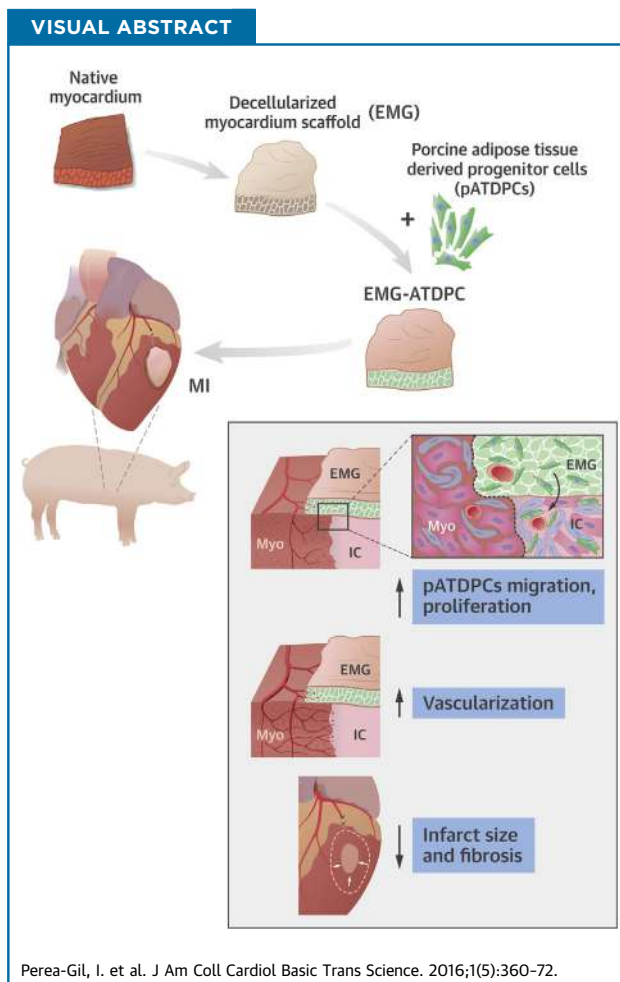 VISUAL ABSTRACT
Native
myocardium
Decellularized
myocardium scaffold
(EMG)
Porcine adipose tissue
derived progenitor cells
(pATDPCs)
+
EMG-ATDPC
MI
EMG
Myo
IC
EMG
Myo
IC
pATDPCs migration,
proliferation
EMG
Myo
IC
Vascularization
Infarct size
and fibrosis
Perea-Gil, I. et al. J Am Coll Cardiol Basic Trans Science. 2016;1(5):360–72.